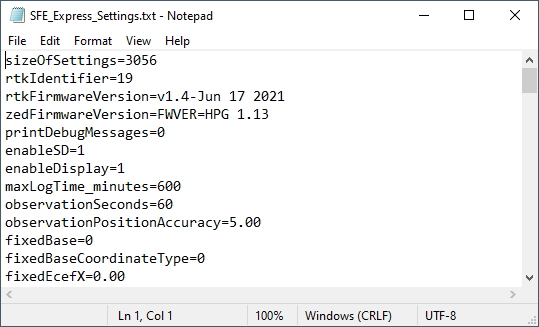 SFE_Express_Settings.txt - Notepad
File Edit Format View Help
sizeOfSettings=3056
rtkIdentifier=19
rtkFirmwareVersion=v1.4-Jun 17 2021
zedFirmwareVersion=FWVER=HPG 1.13
printDebugMessages=0
enableSD=1
enableDisplay=1
maxLogTime_minutes=600
observationSeconds=60
observationPositionAccuracy=5.00
fixedBase=0
fixedBaseCoordinateType=0
fixedEcefX=0.00
Ln 1, Col 1 100% Windows (CRLF) UTF-8